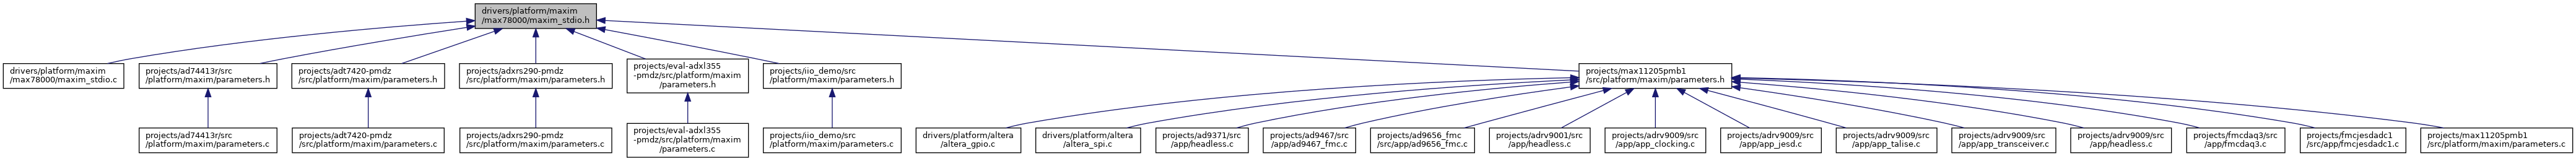 drivers/platform/maxim
/max78000/maxim_stdio.h
drivers/platform/maxim
/max78000/maxim_stdio.c
projects/ad74413r/src
/platform/maxim/parameters.h
projects/adt7420-pmdz
/src/platform/maxim/parameters.h
projects/adxrs290-pmdz
/src/platform/maxim/parameters.h
projects/eval-adxl355
-pmdz/src/platform/maxim
/parameters.h
projects/iio_demo/src
/platform/maxim/parameters.h
projects/max11205pmb1
/src/platform/maxim/parameters.h
projects/ad74413r/src
/platform/maxim/parameters.c
projects/adt7420-pmdz
/src/platform/maxim/parameters.c
projects/adxrs290-pmdz
/src/platform/maxim/parameters.c
projects/eval-adxl355
-pmdz/src/platform/maxim
/parameters.c
projects/iio_demo/src
/platform/maxim/parameters.c
drivers/platform/altera
/altera_gpio.c
drivers/platform/altera
/altera_spi.c
projects/ad9371/src
/app/headless.c
projects/ad9467/src
/app/ad9467_fmc.c
projects/ad9656_fmc
/src/app/ad9656_fmc.c
projects/adrv9001/src
/app/headless.c
projects/adrv9009/src
/app/app_clocking.c
projects/adrv9009/src
/app/app_jesd.c
projects/adrv9009/src
/app/app_talise.c
projects/adrv9009/src
/app/app_transceiver.c
projects/adrv9009/src
/app/headless.c
projects/fmcdaq3/src
/app/fmcdaq3.c
projects/fmcjesdadc1
/src/app/fmcjesdadc1.c
projects/max11205pmb1
/src/platform/maxim/parameters.c